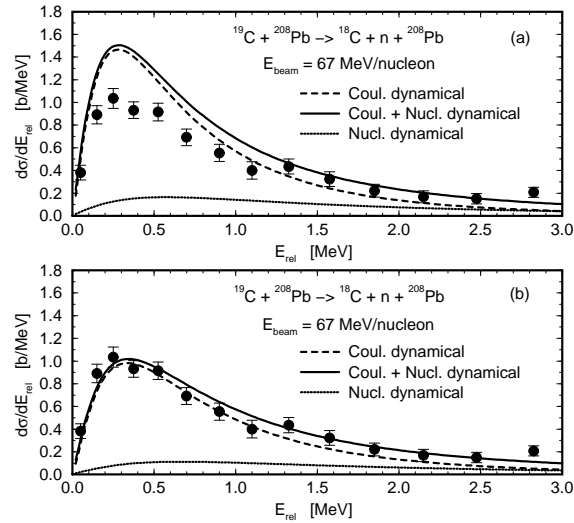 ¹⁹C + ²⁰⁸Pb -> ¹⁸C + n + ²⁰⁸Pb (a)
E_beam = 67 MeV/nucleon
Coul. dynamical
Coul. + Nucl. dynamical
Nucl. dynamical
dσ/dE_rel [b/MeV]
1.8
1.6
1.4
1.2
1.0
0.8
0.6
0.4
0.2
0.0
0.0 0.5 1.0 1.5 2.0 2.5 3.0
E_rel [MeV]
¹⁹C + ²⁰⁸Pb -> ¹⁸C + n + ²⁰⁸Pb (b)
E_beam = 67 MeV/nucleon
Coul. dynamical
Coul. + Nucl. dynamical
Nucl. dynamical
dσ/dE_rel [b/MeV]
1.8
1.6
1.4
1.2
1.0
0.8
0.6
0.4
0.2
0.0
0.0 0.5 1.0 1.5 2.0 2.5 3.0
E_rel [MeV]